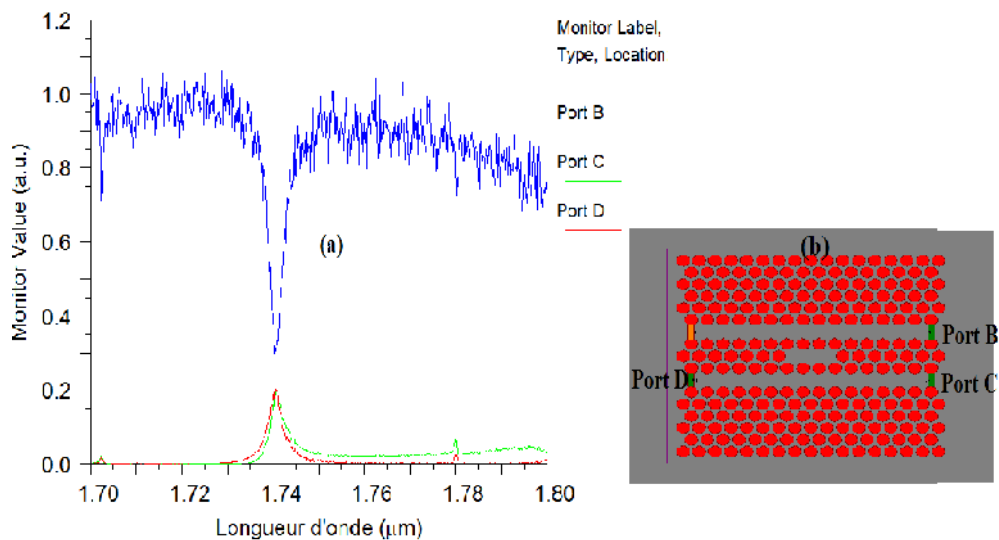 1.2
1.0
0.8
0.6
0.4
0.2
0.0
Monitor Value (a.u.)
1.70
1.72
1.74
1.76
1.78
1.80
Longueur d'onde (μm)
(a)
Monitor Label,
Type, Location
Port B
Port C
Port D
(b)
Port B
Port D
Port C